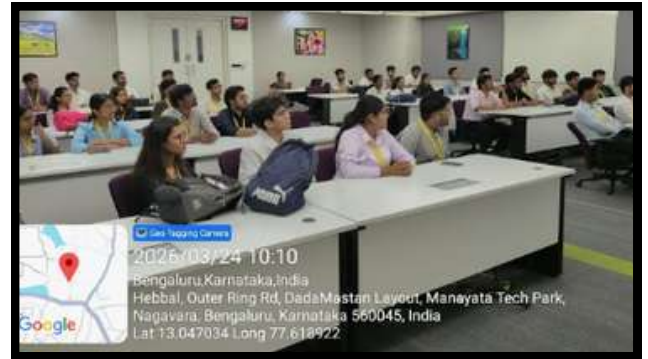 PUMA
Geo Tagging Camera
2026/03/24 10:10
Bengaluru,Karnataka,India
Hebbal, Outer Ring Rd, DadaMastan Layout, Manayata Tech Park,
Nagavara, Bengaluru, Karnataka 560045, India
Lat 13.047034 Long 77.618922
Google